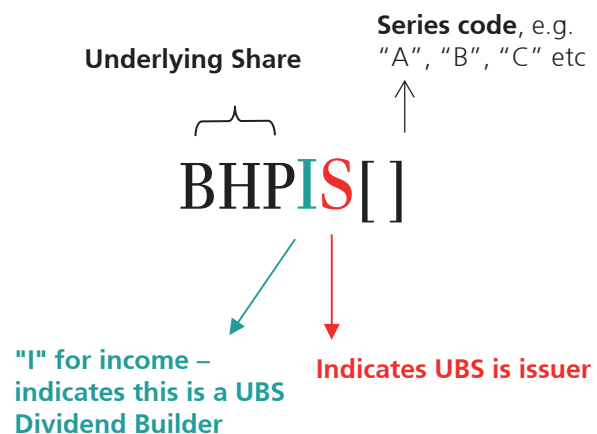 Series code, e.g.
“A”, “B”, “C” etc
Underlying Share
BHPIS[ ]
"I" for income –
indicates this is a UBS
Dividend Builder
Indicates UBS is issuer